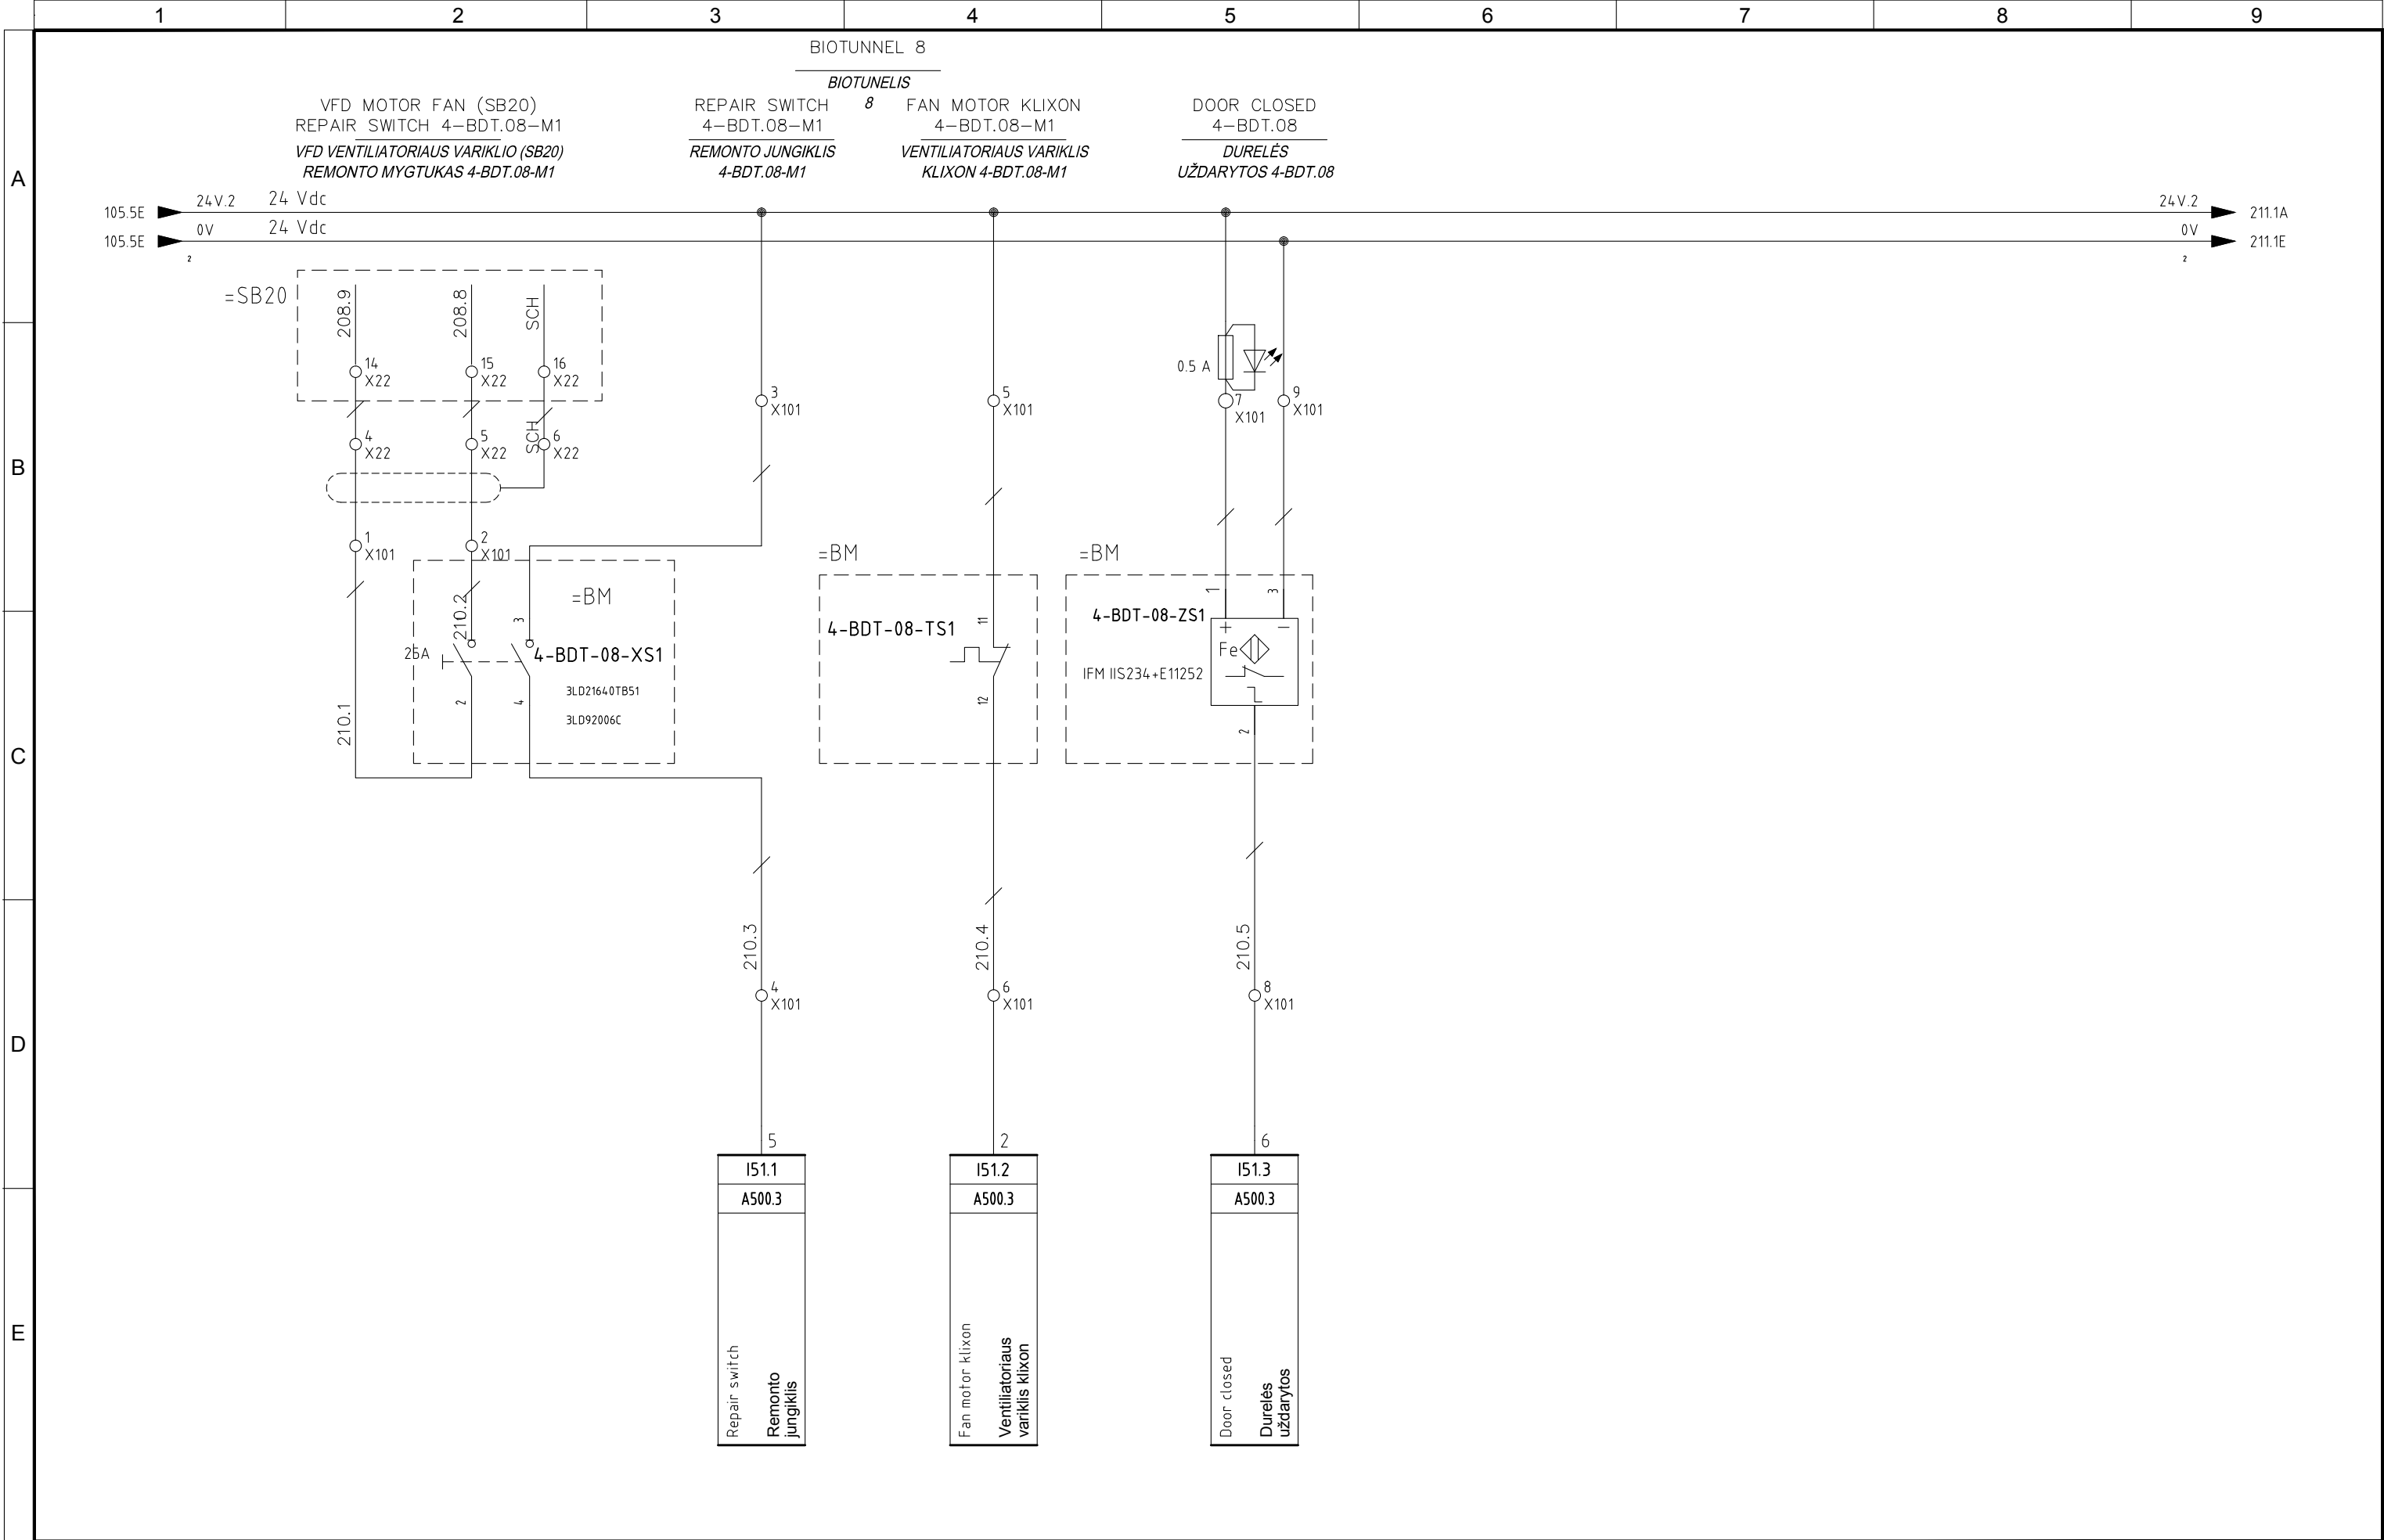 1 2 3 4 5 6 7 8 9
BIOTUNNEL 8
BIOTUNELIS
8
VFD MOTOR FAN (SB20)
REPAIR SWITCH 4-BDT.08-M1
VFD VENTILIATORIAUS VARIKLIO (SB20)
REMONTO MYGTUKAS 4-BDT.08-M1
REPAIR SWITCH
4-BDT.08-M1
REMONTO JUNGIKLIS
4-BDT.08-M1
FAN MOTOR KLIXON
4-BDT.08-M1
VENTILIATORIAUS VARIKLIS
KLIXON 4-BDT.08-M1
DOOR CLOSED
4-BDT.08
DURELĖS
UŽDARYTOS 4-BDT.08
A
105.5E 24V.2 24 Vdc 24V.2 211.1A
105.5E 0V 24 Vdc 0V 211.1E
2 2
=SB20
208.9
208.8
SCH
14
X22
15
X22
16
X22
0.5 A
3
X101
5
X101
7
X101
9
X101
4
X22
5
X22
SCH
6
X22
B
1
X101
2
X101
=BM
=BM
=BM
210.2
3
11
1
3
4-BDT-08-XS1
25A
3LD21640TB51
3LD92006C
2
4
210.1
4-BDT-08-TS1
12
4-BDT-08-ZS1
+ −
Fe
IFM IIS234+E11252
2
C
210.3
210.4
210.5
4
X101
6
X101
8
X101
D
5
I51.1
A500.3
Repair switch
Remonto
jungiklis
2
I51.2
A500.3
Fan motor klixon
Ventiliatoriaus
variklis klixon
6
I51.3
A500.3
Door closed
Durelės
uždarytos
E